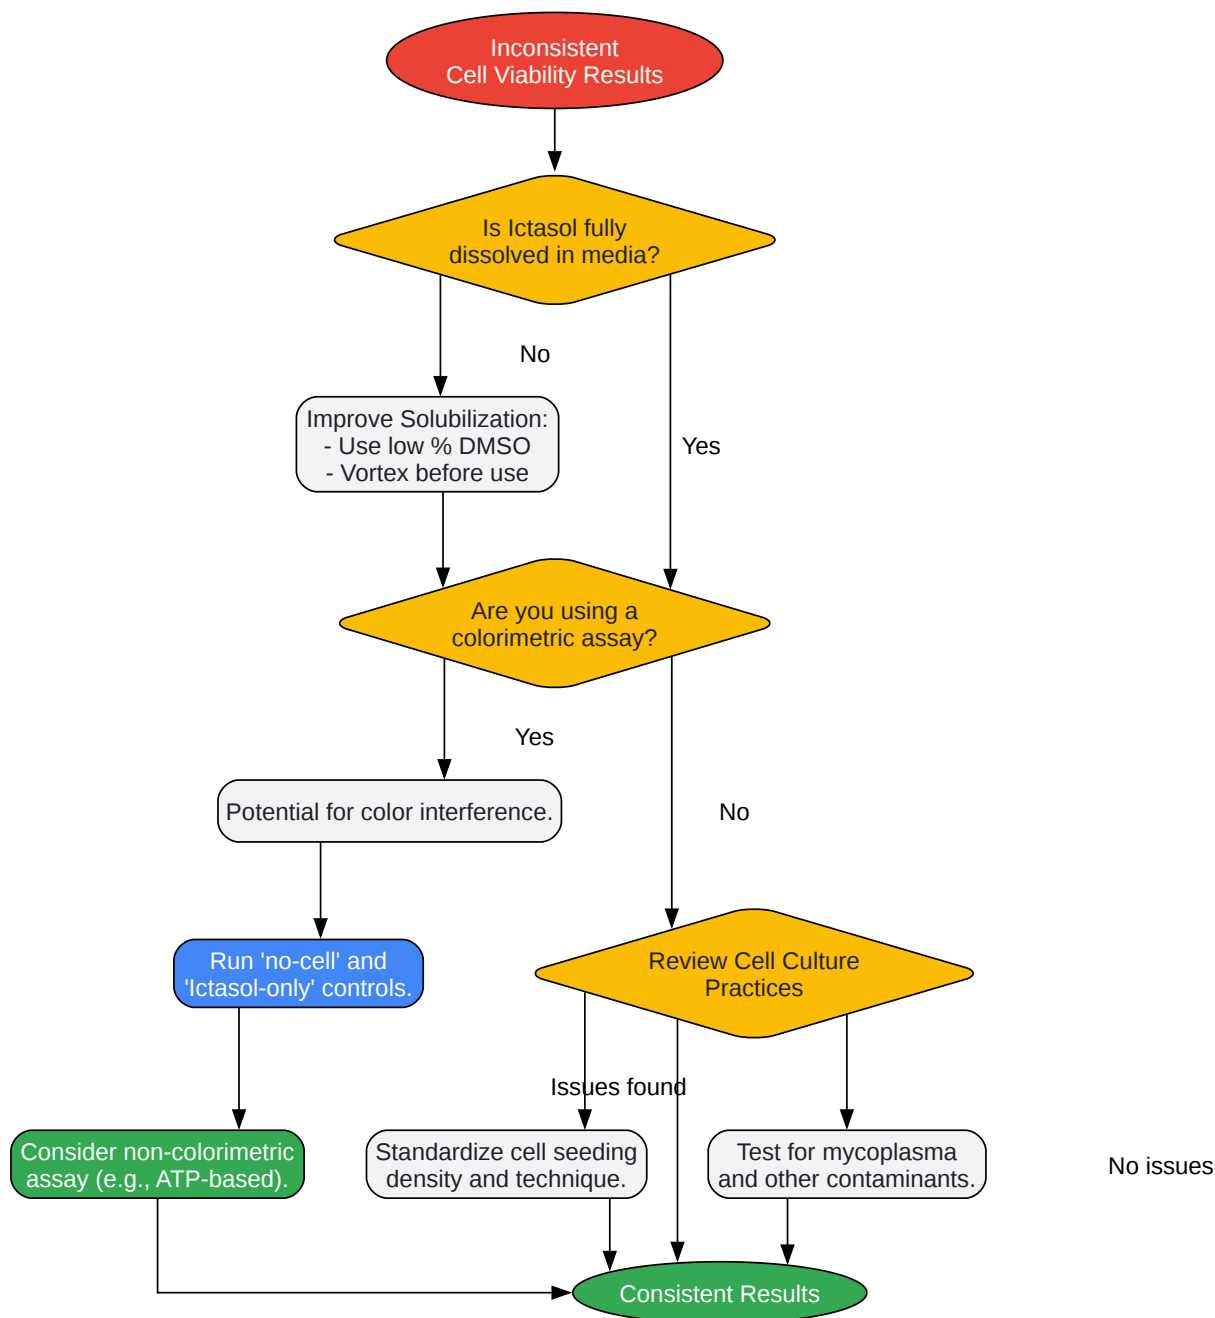 Inconsistent
Cell Viability Results
Is Ictasol fully
dissolved in media?
No
Improve Solubilization:
- Use low % DMSO
- Vortex before use
Yes
Are you using a
colorimetric assay?
Yes
Potential for color interference.
No
Run 'no-cell' and
'Ictasol-only' controls.
Review Cell Culture
Practices
Issues found
Consider non-colorimetric
assay (e.g., ATP-based).
Standardize cell seeding
density and technique.
Test for mycoplasma
and other contaminants.
No issues
Consistent Results